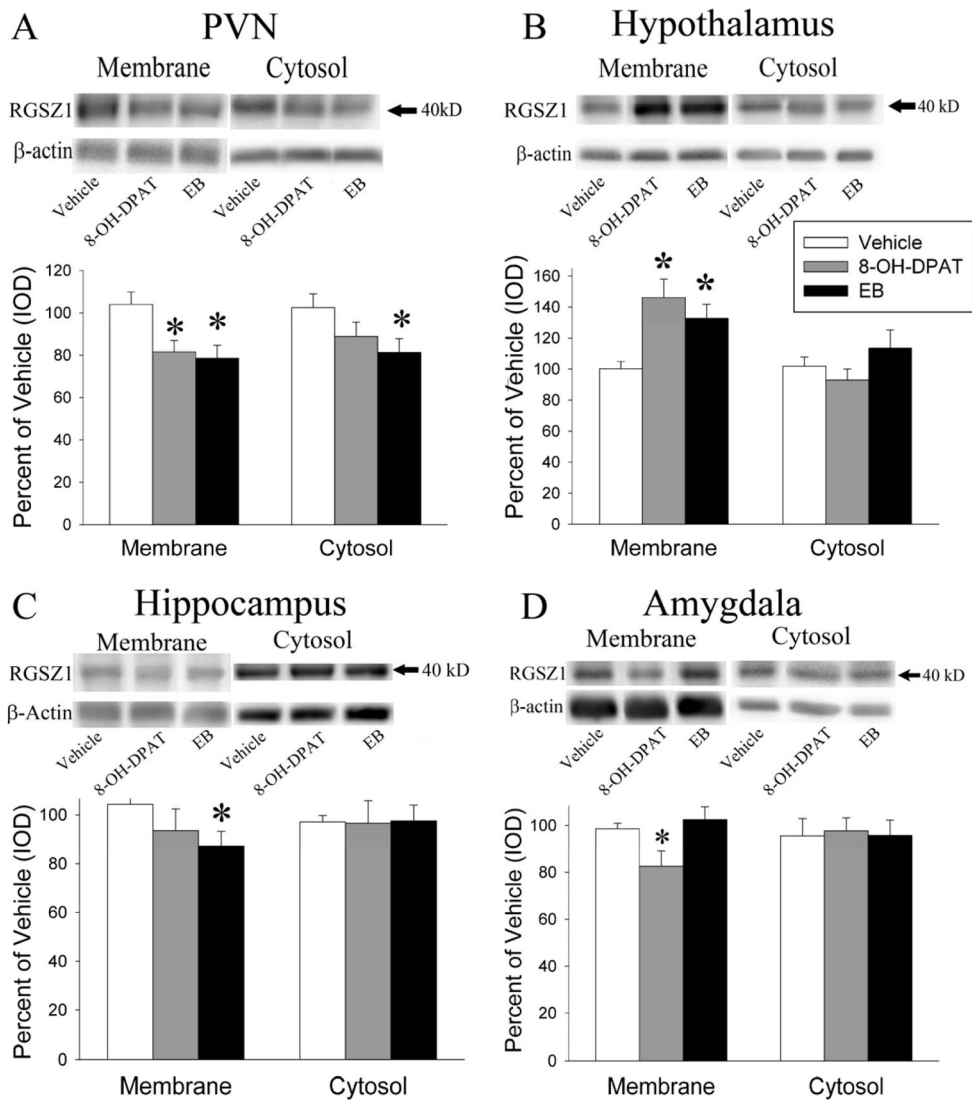 A PVN
Membrane Cytosol
RGSZ1 40kD
β-actin
Vehicle 8-OH-DPAT EB Vehicle 8-OH-DPAT EB
Percent of Vehicle (IOD)
120
100
80
60
40
20
0
Membrane Cytosol
B Hypothalamus
Membrane Cytosol
RGSZ1 40 kD
β-actin
Vehicle 8-OH-DPAT EB Vehicle 8-OH-DPAT EB
Vehicle
8-OH-DPAT
EB
Percent of Vehicle (IOD)
160
140
120
100
80
60
40
20
0
* *
Membrane Cytosol
* * *
C Hippocampus
Membrane Cytosol
RGSZ1 40 kD
β-Actin
Vehicle 8-OH-DPAT EB Vehicle 8-OH-DPAT EB
Percent of Vehicle (IOD)
100
80
60
40
20
0
*
Membrane Cytosol
D Amygdala
Membrane Cytosol
RGSZ1 40 kD
β-actin
Vehicle 8-OH-DPAT EB Vehicle 8-OH-DPAT EB
Percent of Vehicle (IOD)
100
80
60
40
20
0
*
Membrane Cytosol